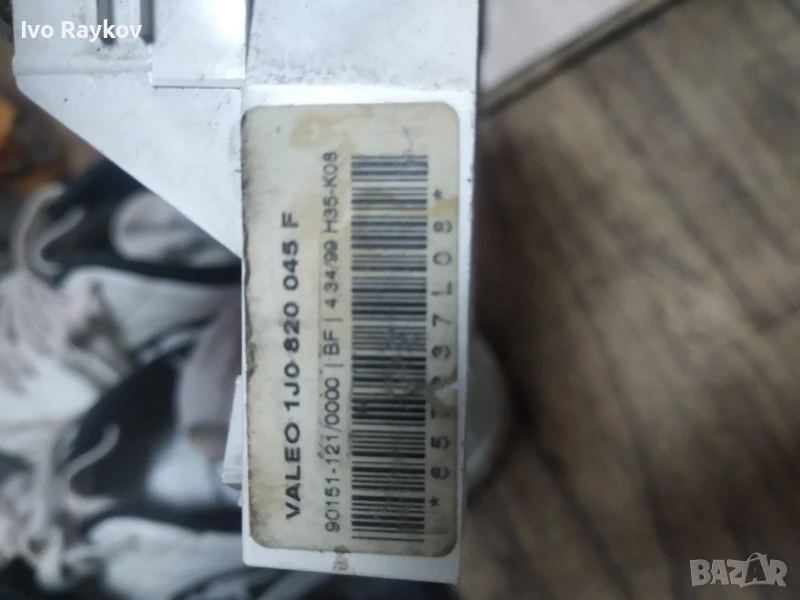 Ivo Raykov
VALEO 1J0 820 045 F
90151-121/0000 | BF | 4.34/99 H35-K08
BAZAR